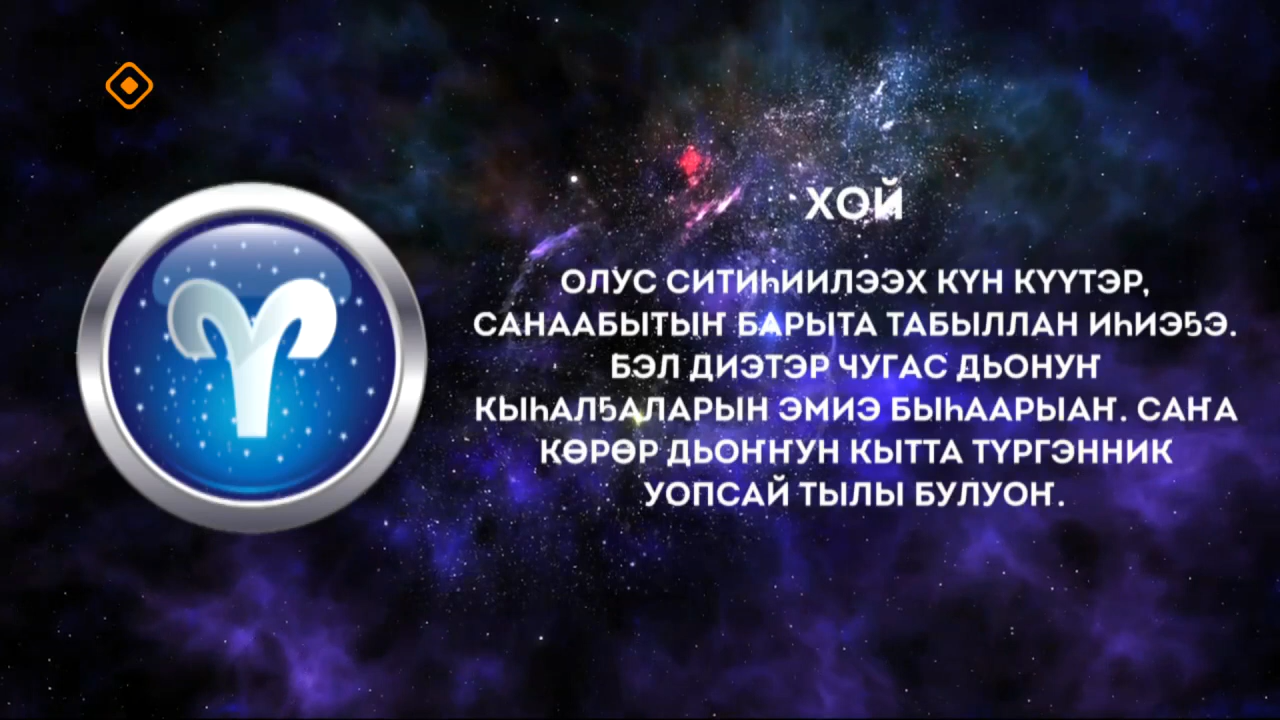 ХОЙ
ОЛУС СИТИҺИИЛЭЭХ КҮН КҮҮТЭР,
САНААБЫТЫҤ БАРЫТА ТАБЫЛЛАН ИҺИЭҔЭ.
БЭЛ ДИЭТЭР ЧУГАС ДЬОНУҤ
КЫҺАЛҔАЛАРЫН ЭМИЭ БЫҺААРЫАҤ. САҤА
КӨРӨР ДЬОҤҤУН КЫТТА ТҮРГЭННИК
УОПСАЙ ТЫЛЫ БУЛУОҤ.